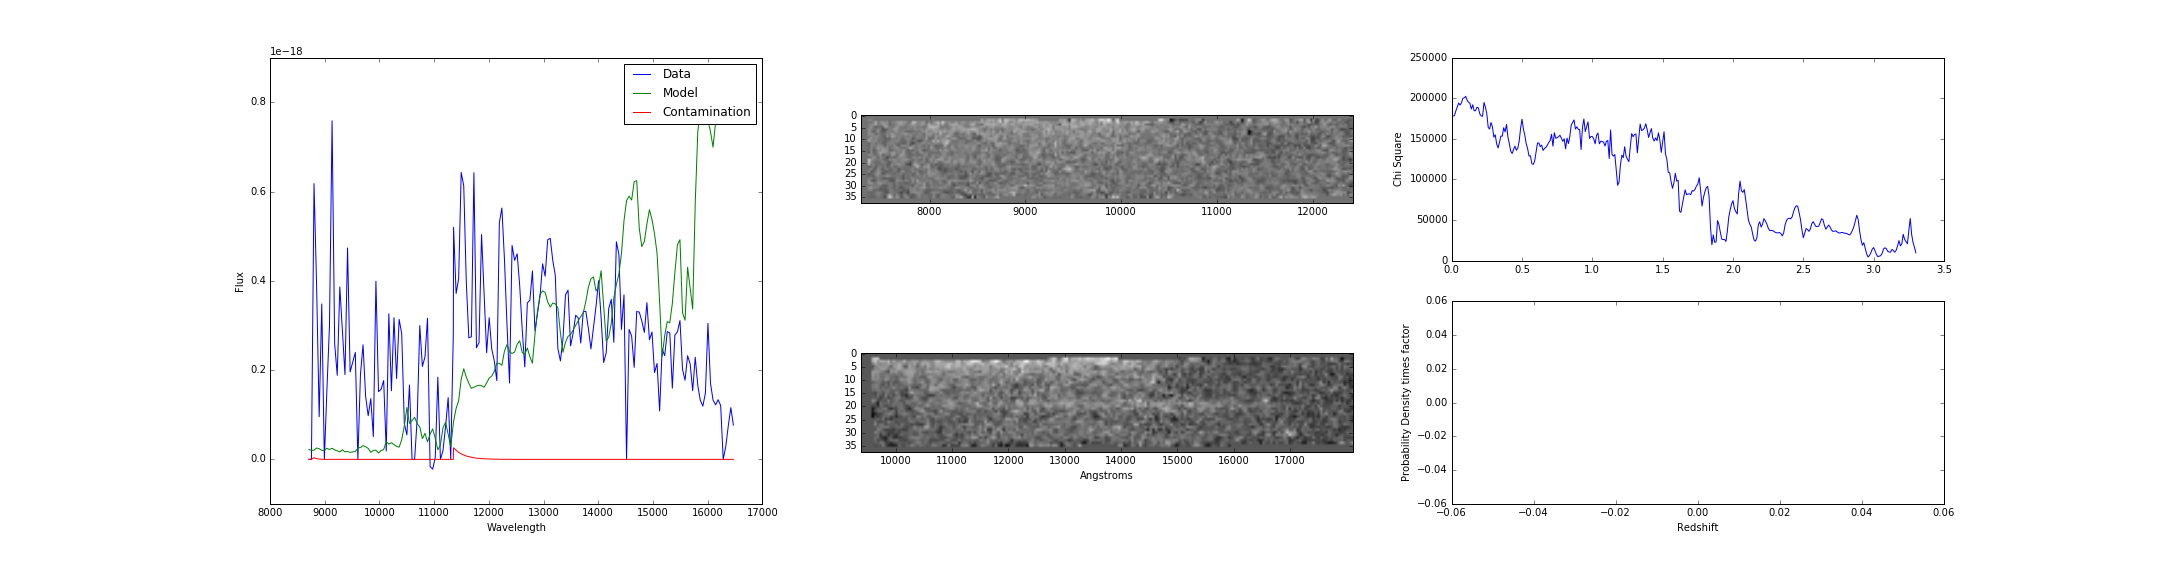 1e−18
Data
Model
Contamination
0.8
0.6
0.4
0.2
0.0
Flux
8000 9000 10000 11000 12000 13000 14000 15000 16000 17000
Wavelength
0
5
10
15
20
25
30
35
8000 9000 10000 11000 12000
0
5
10
15
20
25
30
35
10000 11000 12000 13000 14000 15000 16000 17000
Angstroms
250000
200000
150000
100000
50000
0
Chi Square
0.0 0.5 1.0 1.5 2.0 2.5 3.0 3.5
0.06
0.04
0.02
0.00
−0.02
−0.04
−0.06
Probability Density times factor
−0.06 −0.04 −0.02 0.00 0.02 0.04 0.06
Redshift